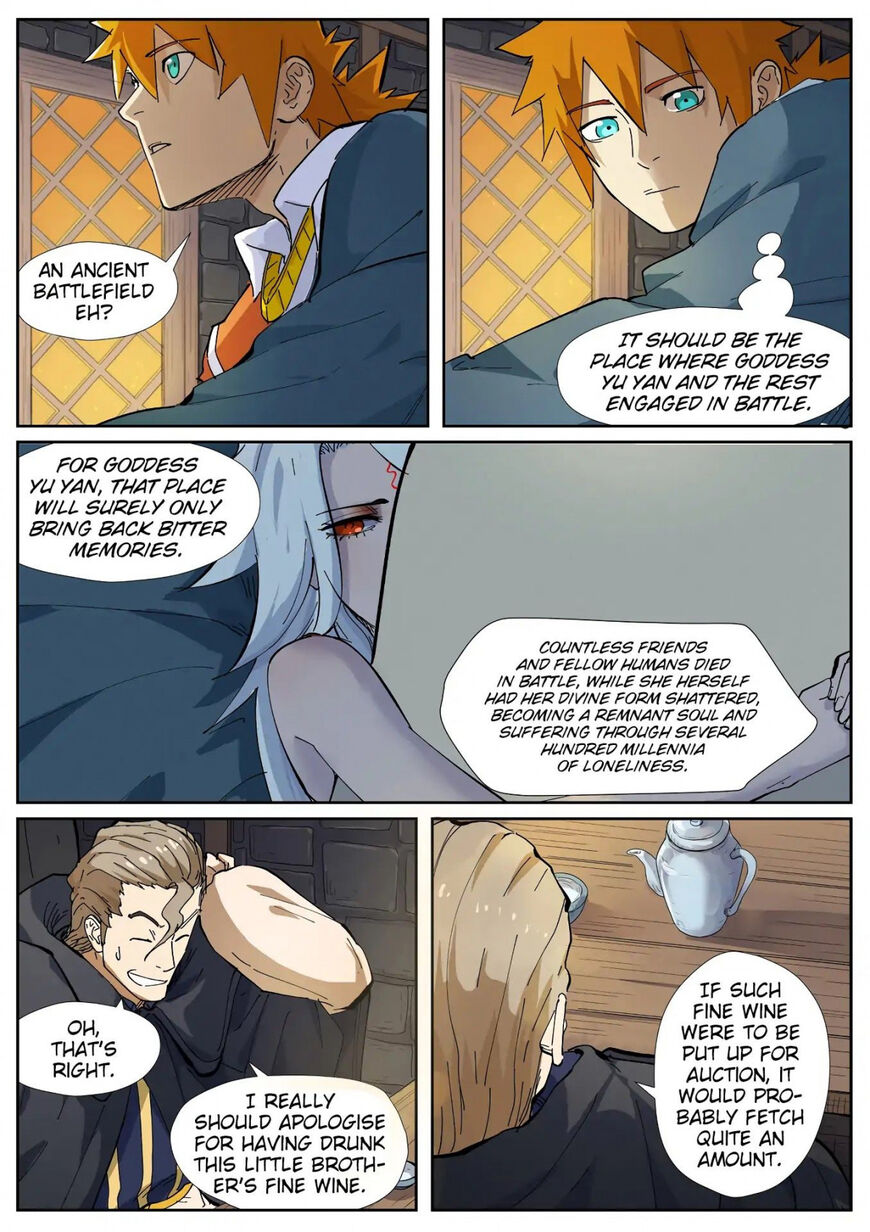 AN ANCIENT
BATTLEFIELD
EH?
IT SHOULD BE THE
PLACE WHERE GODDESS
YU YAN AND THE REST
ENGAGED IN BATTLE.
FOR GODDESS
YU YAN, THAT PLACE
WILL SURELY ONLY
BRING BACK BITTER
MEMORIES.
COUNTLESS FRIENDS
AND FELLOW HUMANS DIED
IN BATTLE, WHILE SHE HERSELF
HAD HER DIVINE FORM SHATTERED,
BECOMING A REMNANT SOUL AND
SUFFERING THROUGH SEVERAL
HUNDRED MILLENNIA
OF LONELINESS.
OH,
THAT'S
RIGHT.
I REALLY
SHOULD APOLOGISE
FOR HAVING DRUNK
THIS LITTLE BROTH-
ER'S FINE WINE.
IF SUCH
FINE WINE
WERE TO BE
PUT UP FOR
AUCTION, IT
WOULD PRO-
BABLY FETCH
QUITE AN
AMOUNT.